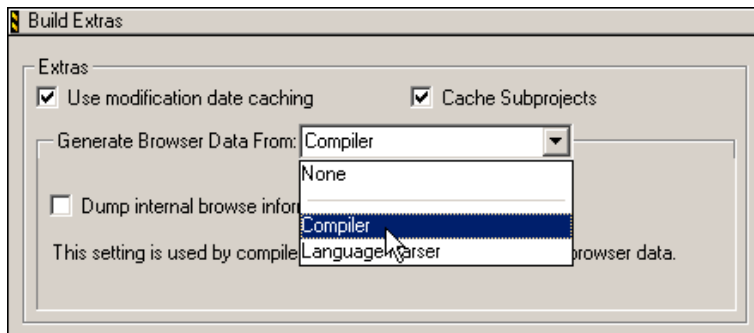 Build Extras
Extras
Use modification date caching
Cache Subprojects
Generate Browser Data From: Compiler
None
Dump internal browse infor
Compiler
This setting is used by compile
Language Parser
browser data.